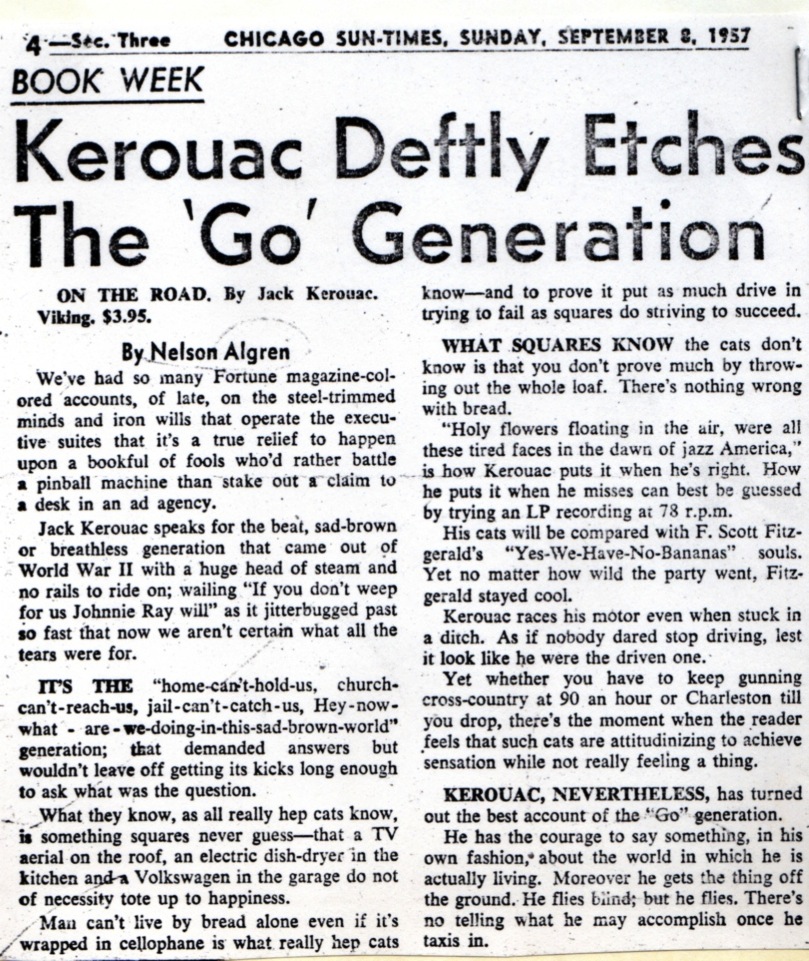 4—Sec. Three CHICAGO SUN-TIMES, SUNDAY, SEPTEMBER 8, 1957
BOOK WEEK
Kerouac Deftly Etches
The 'Go' Generation
ON THE ROAD. By Jack Kerouac.
Viking. $3.95.
By Nelson Algren
We've had so many Fortune magazine-col-
ored accounts, of late, on the steel-trimmed
minds and iron wills that operate the execu-
tive suites that it's a true relief to happen
upon a bookful of fools who'd rather battle
a pinball machine than stake out a claim to
a desk in an ad agency.
Jack Kerouac speaks for the beat, sad-brown
or breathless generation that came out of
World War II with a huge head of steam and
no rails to ride on; wailing "If you don't weep
for us Johnnie Ray will" as it jitterbugged past
so fast that now we aren't certain what all the
tears were for.
IT'S THE "home-can't-hold-us, church-
can't-reach-us, jail-can't-catch-us, Hey-now-
what - are - we-doing-in-this-sad-brown-world"
generation; that demanded answers but
wouldn't leave off getting its kicks long enough
to ask what was the question.
What they know, as all really hep cats know,
is something squares never guess—that a TV
aerial on the roof, an electric dish-dryer in the
kitchen and a Volkswagen in the garage do not
of necessity tote up to happiness.
Man can't live by bread alone even if it's
wrapped in cellophane is what really hep cats
know—and to prove it put as much drive in
trying to fail as squares do striving to succeed.
WHAT SQUARES KNOW the cats don't
know is that you don't prove much by throw-
ing out the whole loaf. There's nothing wrong
with bread.
"Holy flowers floating in the air, were all
these tired faces in the dawn of jazz America,"
is how Kerouac puts it when he's right. How
he puts it when he misses can best be guessed
by trying an LP recording at 78 r.p.m.
His cats will be compared with F. Scott Fitz-
gerald's "Yes-We-Have-No-Bananas" souls.
Yet no matter how wild the party went, Fitz-
gerald stayed cool.
Kerouac races his motor even when stuck in
a ditch. As if nobody dared stop driving, lest
it look like he were the driven one.
Yet whether you have to keep gunning
cross-country at 90 an hour or Charleston till
you drop, there's the moment when the reader
feels that such cats are attitudinizing to achieve
sensation while not really feeling a thing.
KEROUAC, NEVERTHELESS, has turned
out the best account of the "Go" generation.
He has the courage to say something, in his
own fashion, about the world in which he is
actually living. Moreover he gets the thing off
the ground. He flies blind; but he flies. There's
no telling what he may accomplish once he
taxis in.